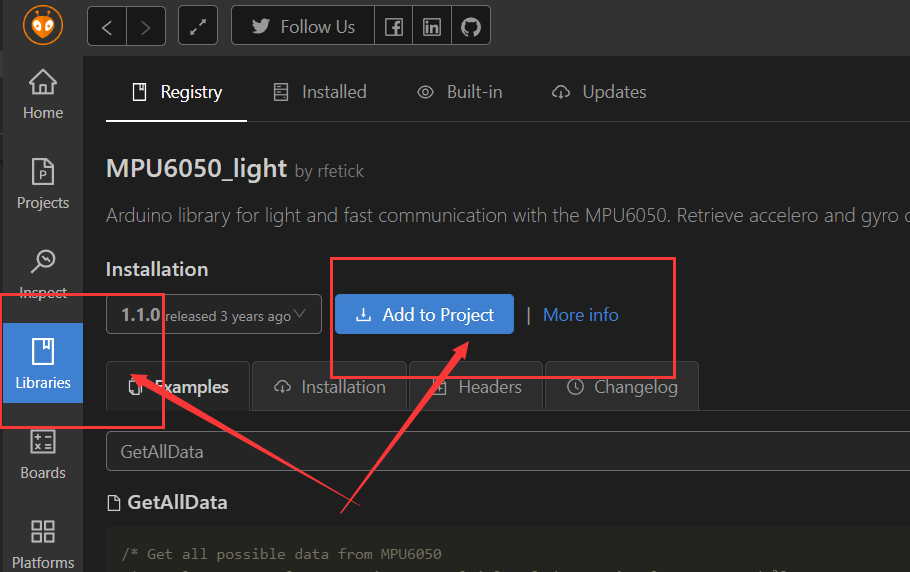 Follow Us
Home
Projects
Inspect
Libraries
Boards
Platforms
Registry
Installed
Built-in
Updates
MPU6050_light by rfetick
Arduino library for light and fast communication with the MPU6050. Retrieve accelero and gyro
Installation
1.1.0 released 3 years ago
Add to Project
| More info
Examples
Installation
Headers
Changelog
GetAllData
GetAllData
/* Get all possible data from MPU6050